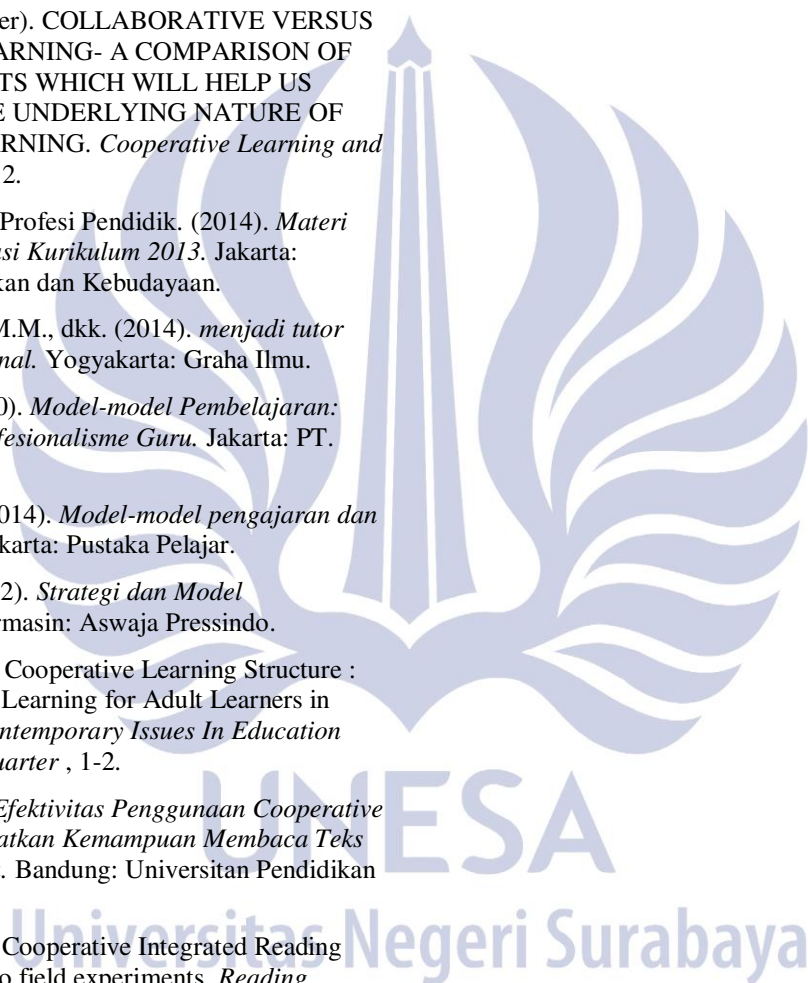 er). COLLABORATIVE VERSUS
ARNING- A COMPARISON OF
TS WHICH WILL HELP US
E UNDERLYING NATURE OF
RNING. Cooperative Learning and
2.
Profesi Pendidik. (2014). Materi
si Kurikulum 2013. Jakarta:
kan dan Kebudayaan.
M.M., dkk. (2014). menjadi tutor
nal. Yogyakarta: Graha Ilmu.
0). Model-model Pembelajaran:
fesionalisme Guru. Jakarta: PT.
014). Model-model pengajaran dan
akarta: Pustaka Pelajar.
2). Strategi dan Model
rmasin: Aswaja Pressindo.
Cooperative Learning Structure :
Learning for Adult Learners in
ntemporary Issues In Education
uarter , 1-2.
Efektivitas Penggunaan Cooperative
atkan Kemampuan Membaca Teks
. Bandung: Universitan Pendidikan
UNESA
Universitas Negeri Surabaya
Cooperative Integrated Reading
o field experiments. Reading